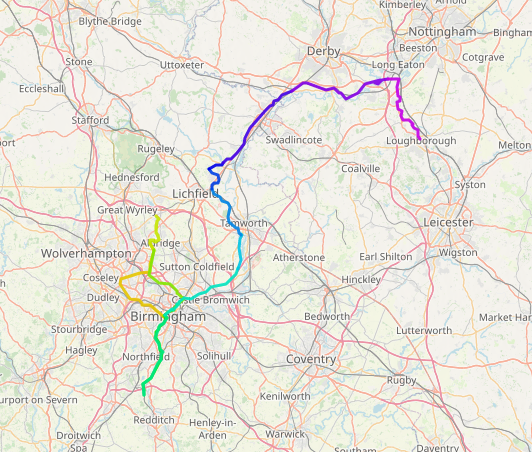 Kimberley
Arnold
Blythe Bridge
Nottingham
Bingham
Derby
Beeston
Stone
Uttoxeter
Long Eaton
Cotgrave
Eccleshall
Stafford
Swadlincote
Loughborough
Rugeley
Melton
Coalville
Hednesford
Syston
Lichfield
Great Wyrley
Tamworth
Leicester
Aldridge
Wolverhampton
Wigston
Atherstone
Earl Shilton
Sutton Coldfield
Coseley
Hinckley
Dudley
Castle Bromwich
Birmingham
Bedworth
Market Har
Stourbridge
Lutterworth
Hagley
Northfield
Solihull
Coventry
Rugby
ourport on Severn
Kenilworth
Redditch
Henley-in-
Arden
Droitwich
Spa
Warwick
Southam
Daventry